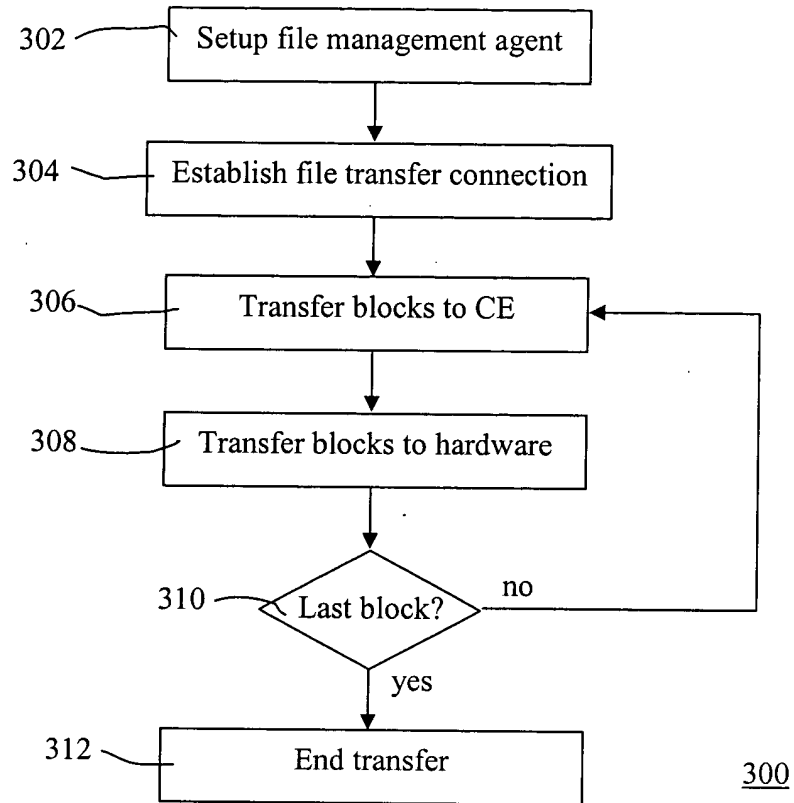 302
Setup file management agent
304
Establish file transfer connection
306
Transfer blocks to CE
308
Transfer blocks to hardware
310
Last block?
no
yes
312
End transfer
300